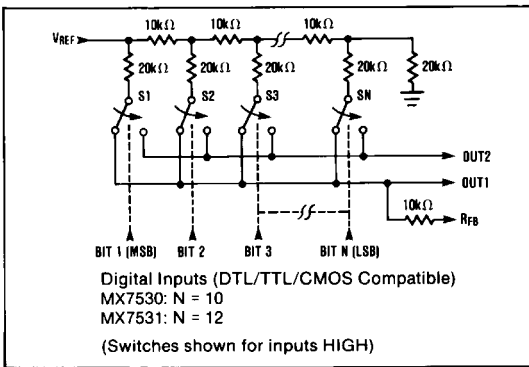 10kΩ 10kΩ 10kΩ
VREF
20kΩ 20kΩ 20kΩ 20kΩ 20kΩ
S1 S2 S3 SN
OUT2
OUT1
10kΩ
RFB
BIT 1 (MSB) BIT 2 BIT 3 BIT N (LSB)
Digital Inputs (DTL/TTL/CMOS Compatible)
MX7530: N = 10
MX7531: N = 12
(Switches shown for inputs HIGH)